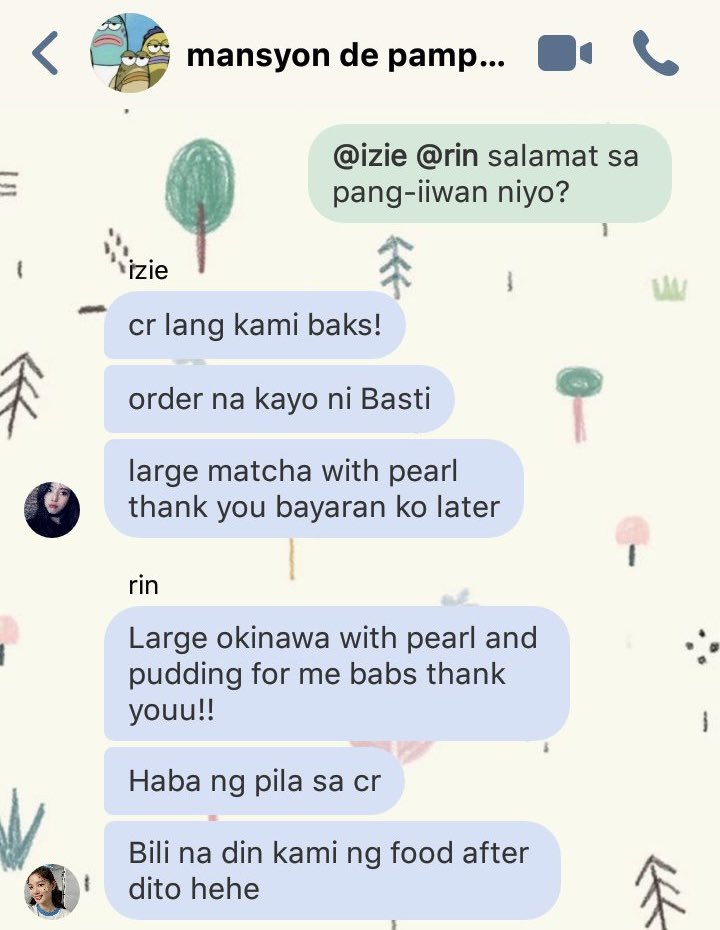 mansyon de pamp...
@izie @rin salamat sa
pang-iiwan niyo?
izie
cr lang kami baks!
order na kayo ni Basti
large matcha with pearl
thank you bayaran ko later
rin
Large okinawa with pearl and
pudding for me babs thank
youu!!
Haba ng pila sa cr
Bili na din kami ng food after
dito hehe